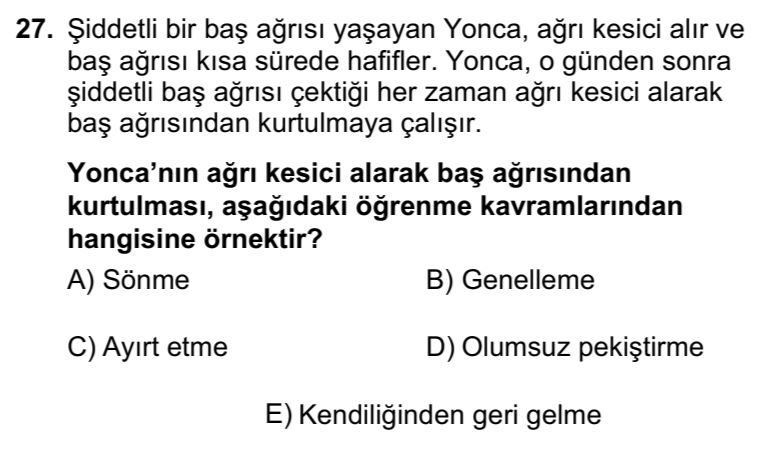 27. Şiddetli bir baş ağrısı yaşayan Yonca, ağrı kesici alır ve
baş ağrısı kısa sürede hafifler. Yonca, o günden sonra
şiddetli baş ağrısı çektiği her zaman ağrı kesici alarak
baş ağrısından kurtulmaya çalışır.
Yonca’nın ağrı kesici alarak baş ağrısından
kurtulması, aşağıdaki öğrenme kavramlarından
hangisine örnektir?
A) Sönme B) Genelleme
C) Ayırt etme D) Olumsuz pekiştirme
E) Kendiliğinden geri gelme